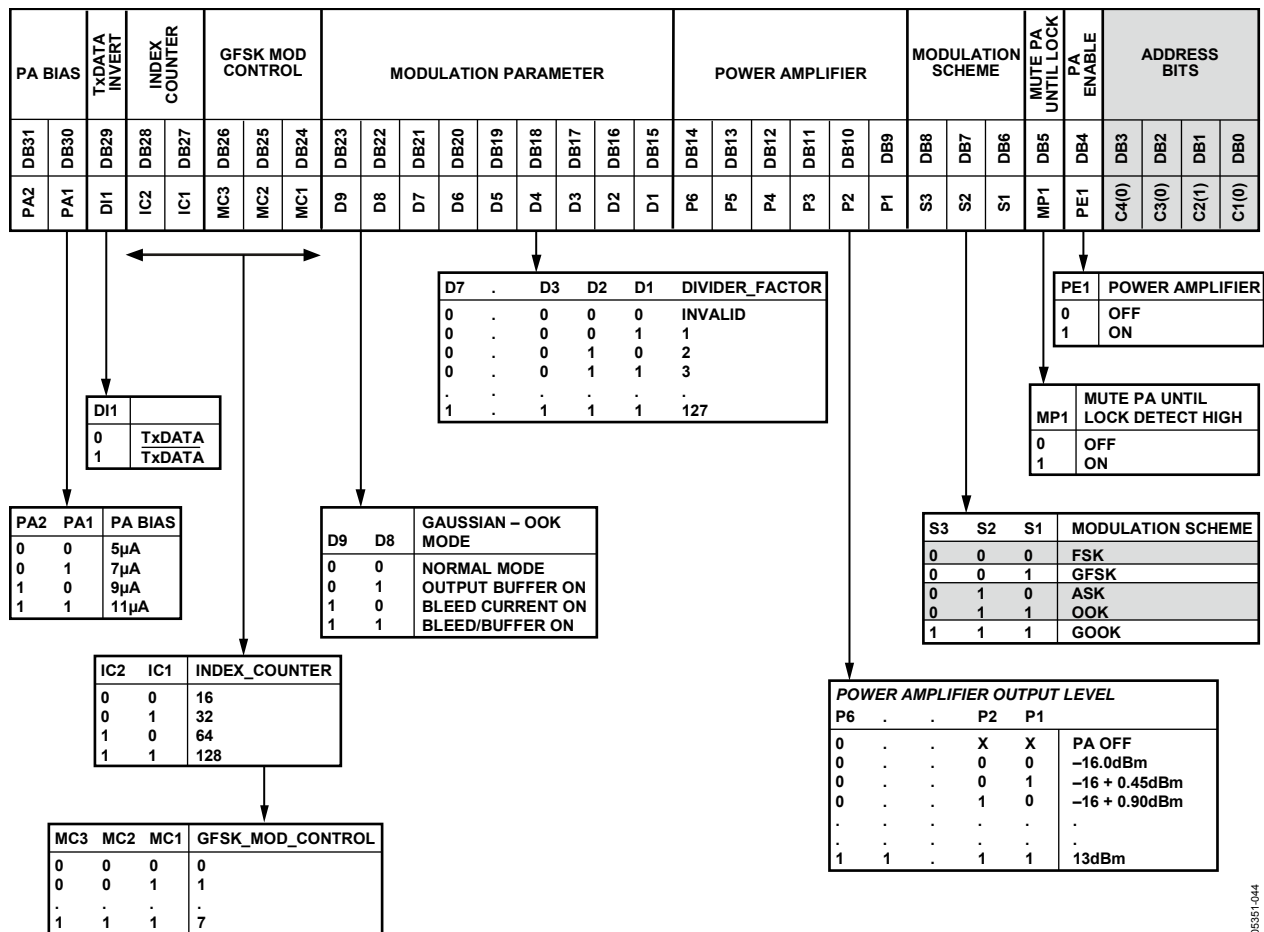 PA BIAS
TxDATA
INVERT
INDEX
COUNTER
GFSK MOD
CONTROL
MODULATION PARAMETER
POWER AMPLIFIER
MODULATION
SCHEME
MUTE PA
UNTIL LOCK
PA
ENABLE
ADDRESS
BITS
DB31 DB30 DB29 DB28 DB27 DB26 DB25 DB24 DB23 DB22 DB21 DB20 DB19 DB18 DB17 DB16 DB15 DB14 DB13 DB12 DB11 DB10 DB9 DB8 DB7 DB6 DB5 DB4 DB3 DB2 DB1 DB0
PA2 PA1 DI1 IC2 IC1 MC3 MC2 MC1 D9 D8 D7 D6 D5 D4 D3 D2 D1 P6 P5 P4 P3 P2 P1 S3 S2 S1 MP1 PE1 C4(0) C3(0) C2(1) C1(0)
D7 . D3 D2 D1 DIVIDER_FACTOR
0 . 0 0 0 INVALID
0 . 0 0 1 1
0 . 0 1 0 2
0 . 0 1 1 3
. . . . . .
1 . 1 1 1 127
PE1 POWER AMPLIFIER
0 OFF
1 ON
MP1 MUTE PA UNTIL
LOCK DETECT HIGH
0 OFF
1 ON
DI1
0 TxDATA
1 TxDATA
PA2 PA1 PA BIAS
0 0 5µA
0 1 7µA
1 0 9µA
1 1 11µA
D9 D8 GAUSSIAN – OOK
MODE
0 0 NORMAL MODE
0 1 OUTPUT BUFFER ON
1 0 BLEED CURRENT ON
1 1 BLEED/BUFFER ON
S3 S2 S1 MODULATION SCHEME
0 0 0 FSK
0 0 1 GFSK
0 1 0 ASK
0 1 1 OOK
1 1 1 GOOK
IC2 IC1 INDEX_COUNTER
0 0 16
0 1 32
1 0 64
1 1 128
POWER AMPLIFIER OUTPUT LEVEL
P6 . . P2 P1
0 . . X X PA OFF
0 . . 0 0 –16.0dBm
0 . . 0 1 –16 + 0.45dBm
0 . . 1 0 –16 + 0.90dBm
. . . . . .
. . . . . .
1 1 . 1 1 13dBm
MC3 MC2 MC1 GFSK_MOD_CONTROL
0 0 0 0
0 0 1 1
. . . .
1 1 1 7
05351-044